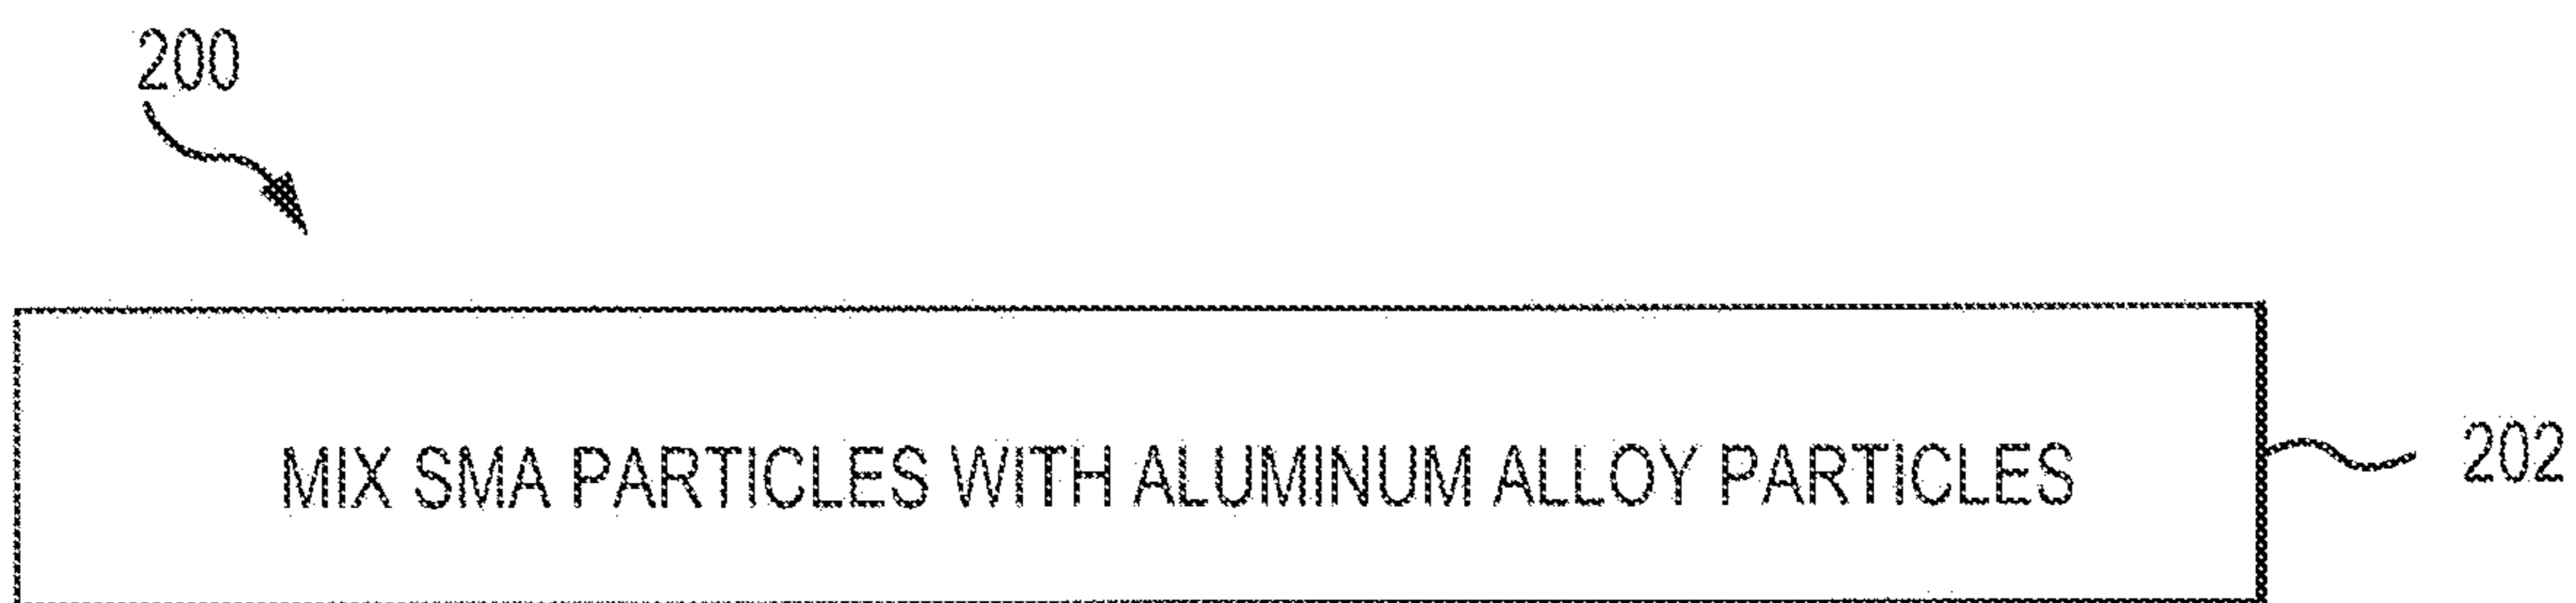 200
MIX SMA PARTICLES WITH ALUMINUM ALLOY PARTICLES
202